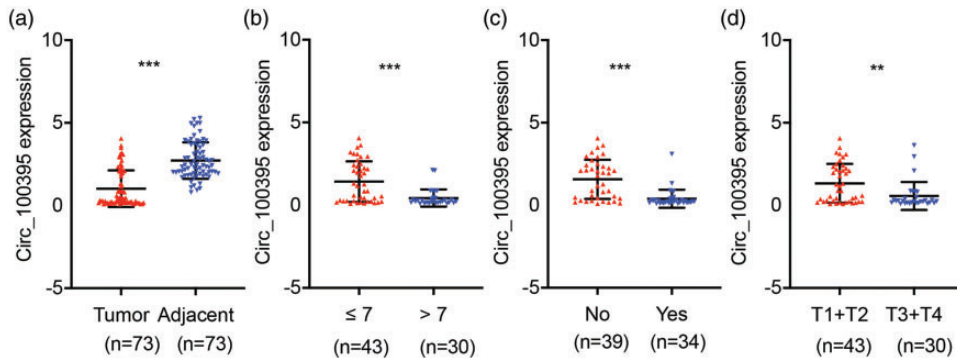 (a)
Circ_100395 expression
10
5
0
-5
***
Tumor Adjacent
(n=73) (n=73)
(b)
Circ_100395 expression
10
5
0
-5
***
≤ 7 > 7
(n=43) (n=30)
(c)
Circ_100395 expression
10
5
0
-5
***
No Yes
(n=39) (n=34)
(d)
Circ_100395 expression
10
5
0
-5
**
T1+T2 T3+T4
(n=43) (n=30)